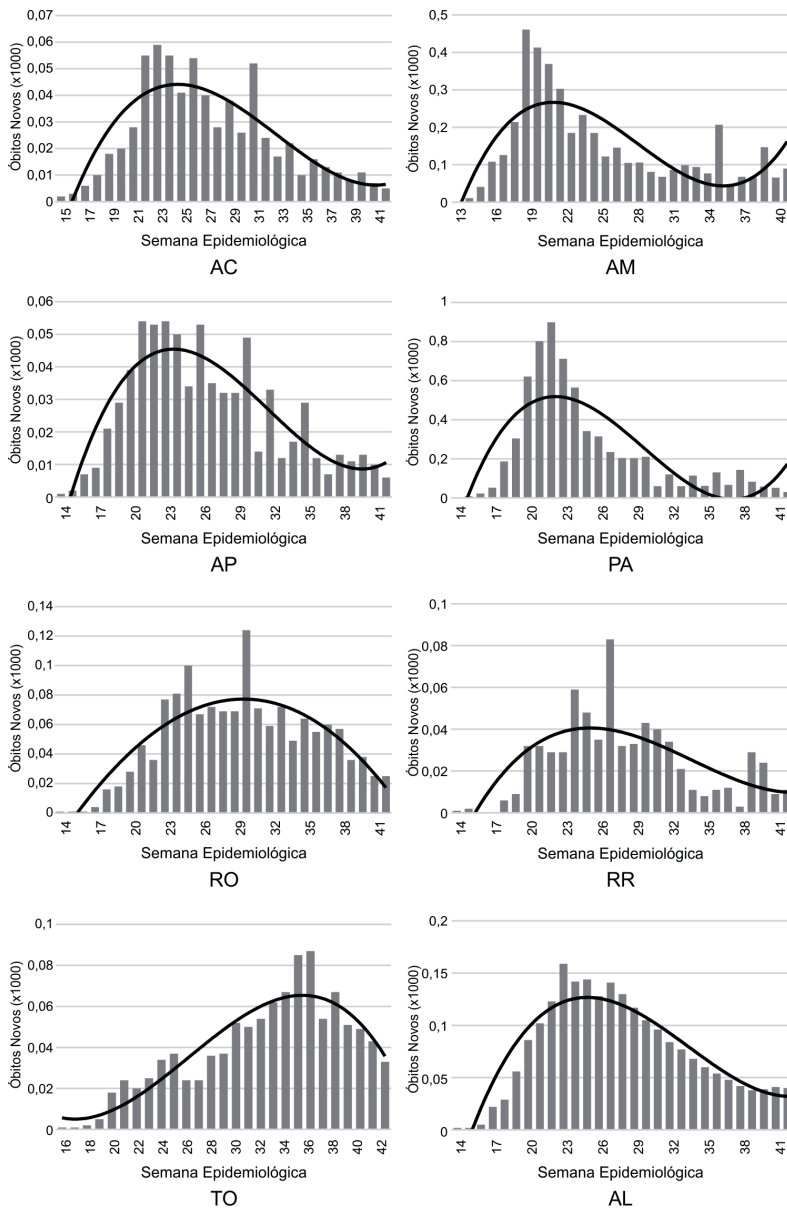 0,07
0,06
0,05
0,04
0,03
0,02
0,01
0
Óbitos Novos (x1000)
15 17 19 21 23 25 27 29 31 33 35 37 39 41
Semana Epidemiológica
AC
0,5
0,4
0,3
0,2
0,1
0
Óbitos Novos (x1000)
13 16 19 22 25 28 31 34 37 40
Semana Epidemiológica
AM
0,06
0,05
0,04
0,03
0,02
0,01
0
Óbitos Novos (x1000)
14 17 20 23 26 29 32 35 38 41
Semana Epidemiológica
AP
1
0,8
0,6
0,4
0,2
0
Óbitos Novos (x1000)
14 17 20 23 26 29 32 35 38 41
Semana Epidemiológica
PA
0,14
0,12
0,1
0,08
0,06
0,04
0,02
0
Óbitos Novos (x1000)
14 17 20 23 26 29 32 35 38 41
Semana Epidemiológica
RO
0,1
0,08
0,06
0,04
0,02
0
Óbitos Novos (x1000)
14 17 20 23 26 29 32 35 38 41
Semana Epidemiológica
RR
0,1
0,08
0,06
0,04
0,02
0
Óbitos Novos (x1000)
16 18 20 22 24 26 28 30 32 34 36 38 40 42
Semana Epidemiológica
TO
0,2
0,15
0,1
0,05
0
Óbitos Novos (x1000)
14 17 20 23 26 29 32 35 38 41
Semana Epidemiológica
AL